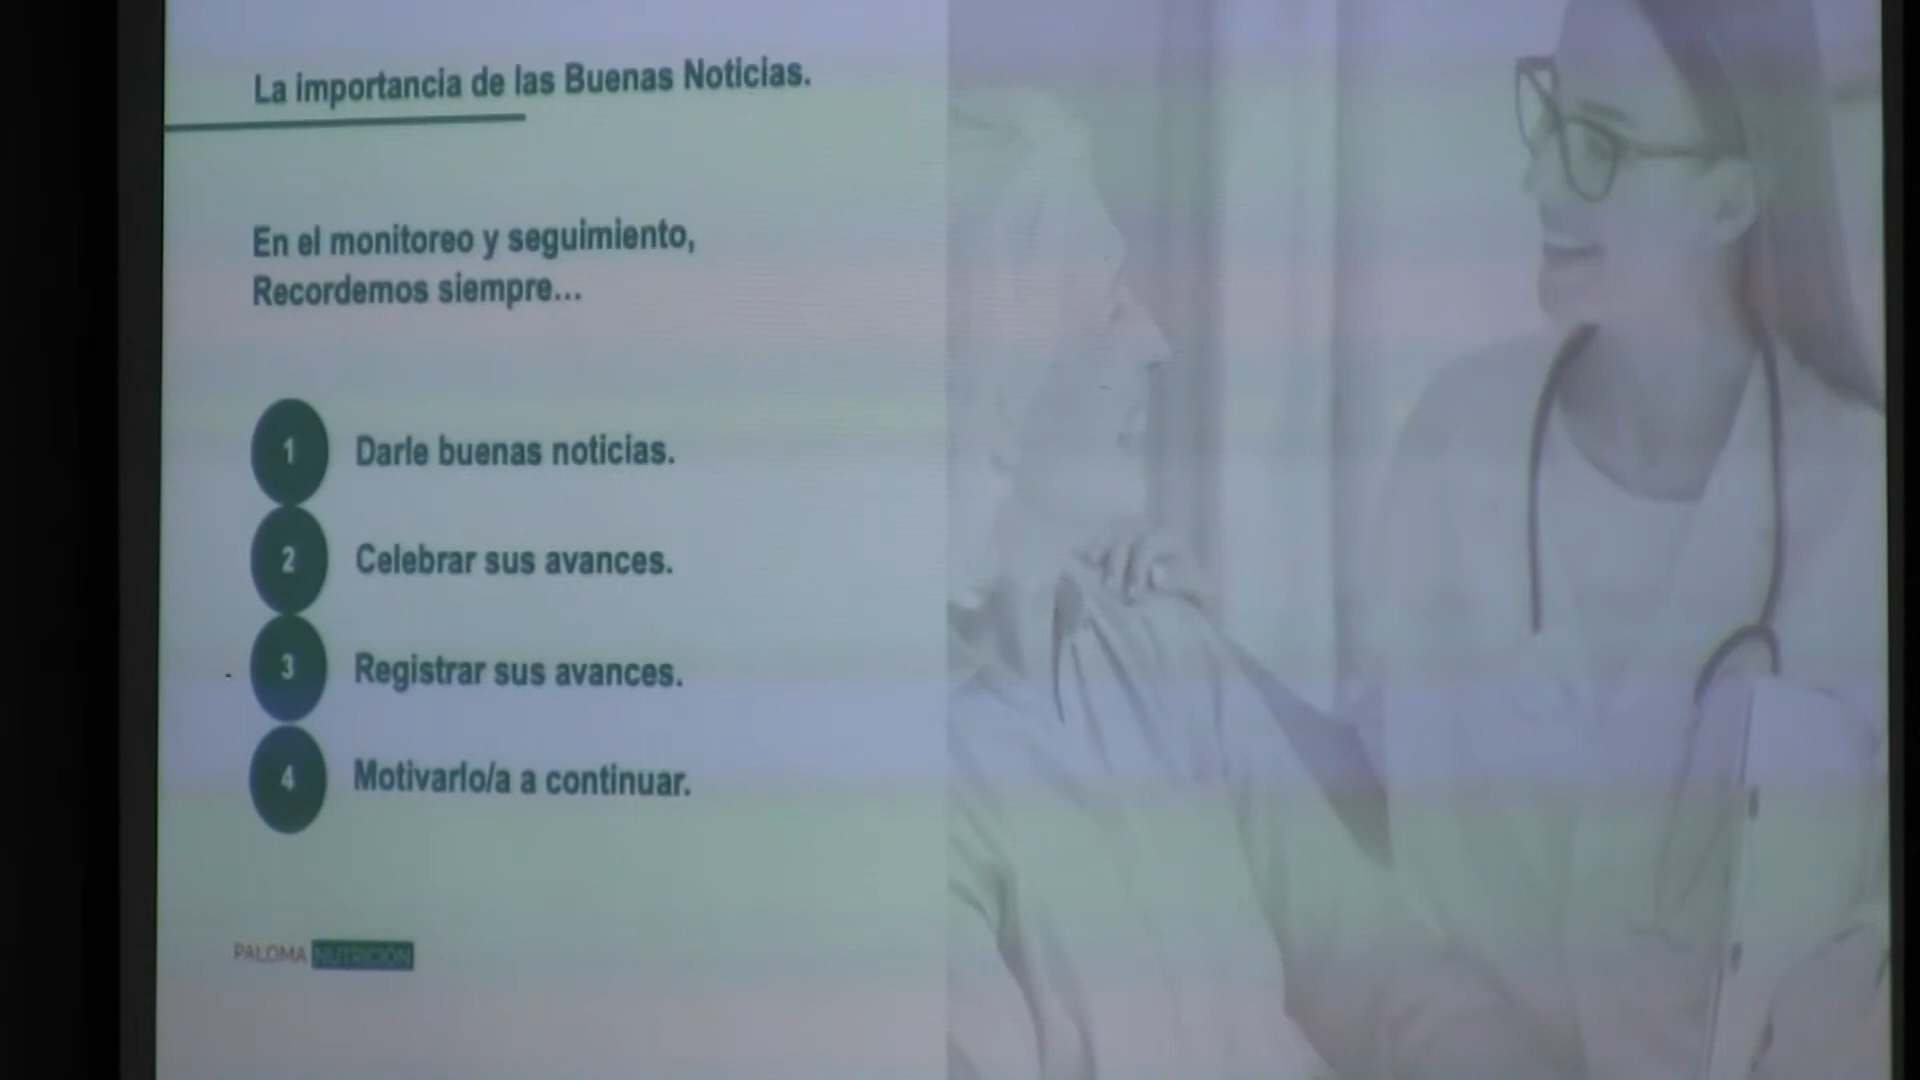 La importancia de las Buenas Noticias.
En el monitoreo y seguimiento,
Recordemos siempre...
1 Darle buenas noticias.
2 Celebrar sus avances.
3 Registrar sus avances.
4 Motivarlo/a a continuar.
PALOMA NUTRICIÓN